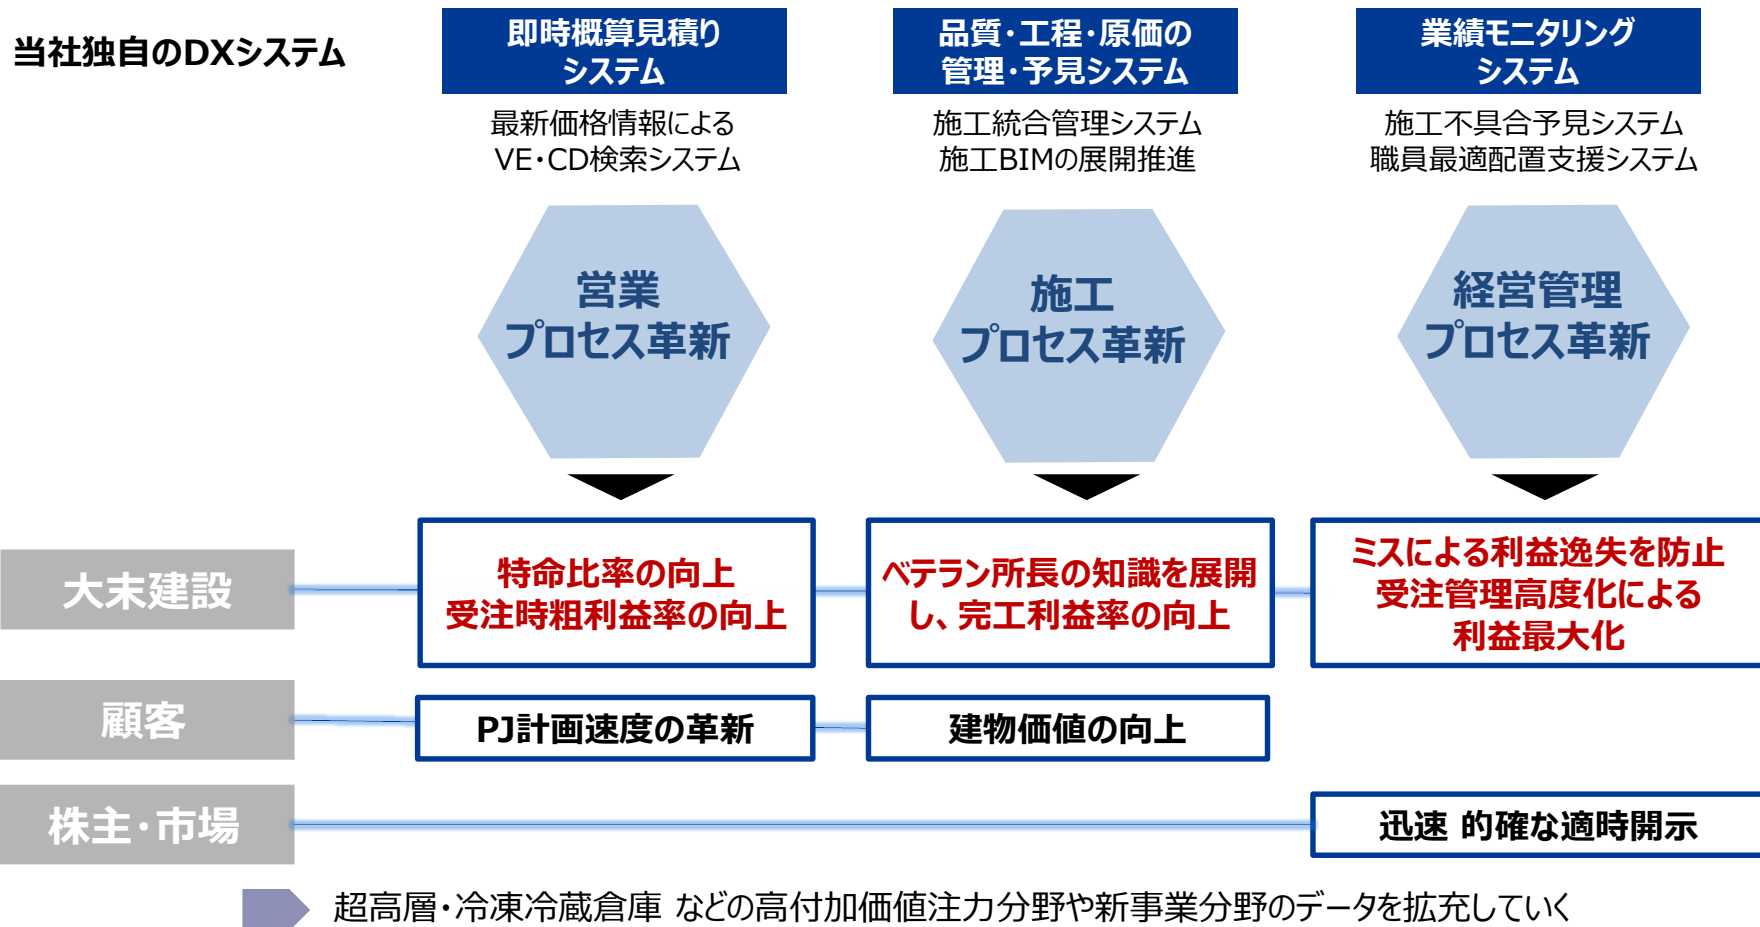 当社独自のDXシステム
即時概算見積り
システム
品質・工程・原価の
管理・予見システム
業績モニタリング
システム
最新価格情報による
VE・CD検索システム
施工統合管理システム
施工BIMの展開推進
施工不具合予見システム
職員最適配置支援システム
営業
プロセス革新
施工
プロセス革新
経営管理
プロセス革新
大末建設
特命比率の向上
受注時粗利益率の向上
ベテラン所長の知識を展開
し、完工利益率の向上
ミスによる利益逸失を防止
受注管理高度化による
利益最大化
顧客
PJ計画速度の革新
建物価値の向上
株主・市場
迅速 的確な適時開示
超高層・冷凍冷蔵倉庫 などの高付加価値注力分野や新事業分野のデータを拡充していく